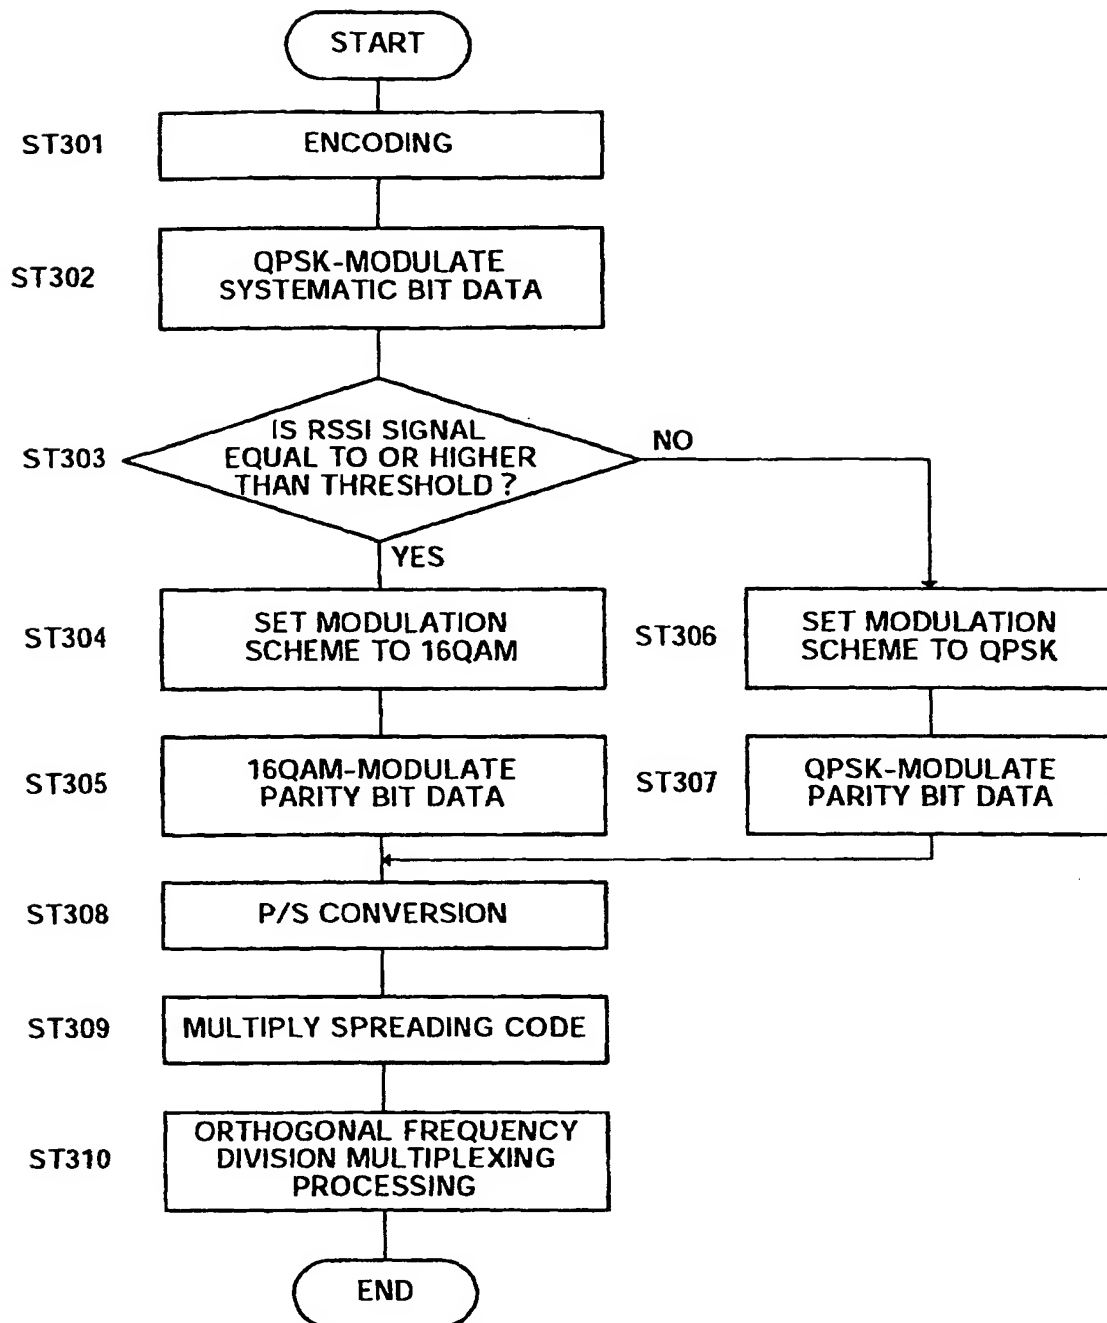 START
ST301
ENCODING
ST302
QPSK-MODULATE
SYSTEMATIC BIT DATA
ST303
IS RSSI SIGNAL
EQUAL TO OR HIGHER
THAN THRESHOLD ?
NO
YES
ST304
SET MODULATION
SCHEME TO 16QAM
ST306
SET MODULATION
SCHEME TO QPSK
ST305
16QAM-MODULATE
PARITY BIT DATA
ST307
QPSK-MODULATE
PARITY BIT DATA
ST308
P/S CONVERSION
ST309
MULTIPLY SPREADING CODE
ST310
ORTHOGONAL FREQUENCY
DIVISION MULTIPLEXING
PROCESSING
END